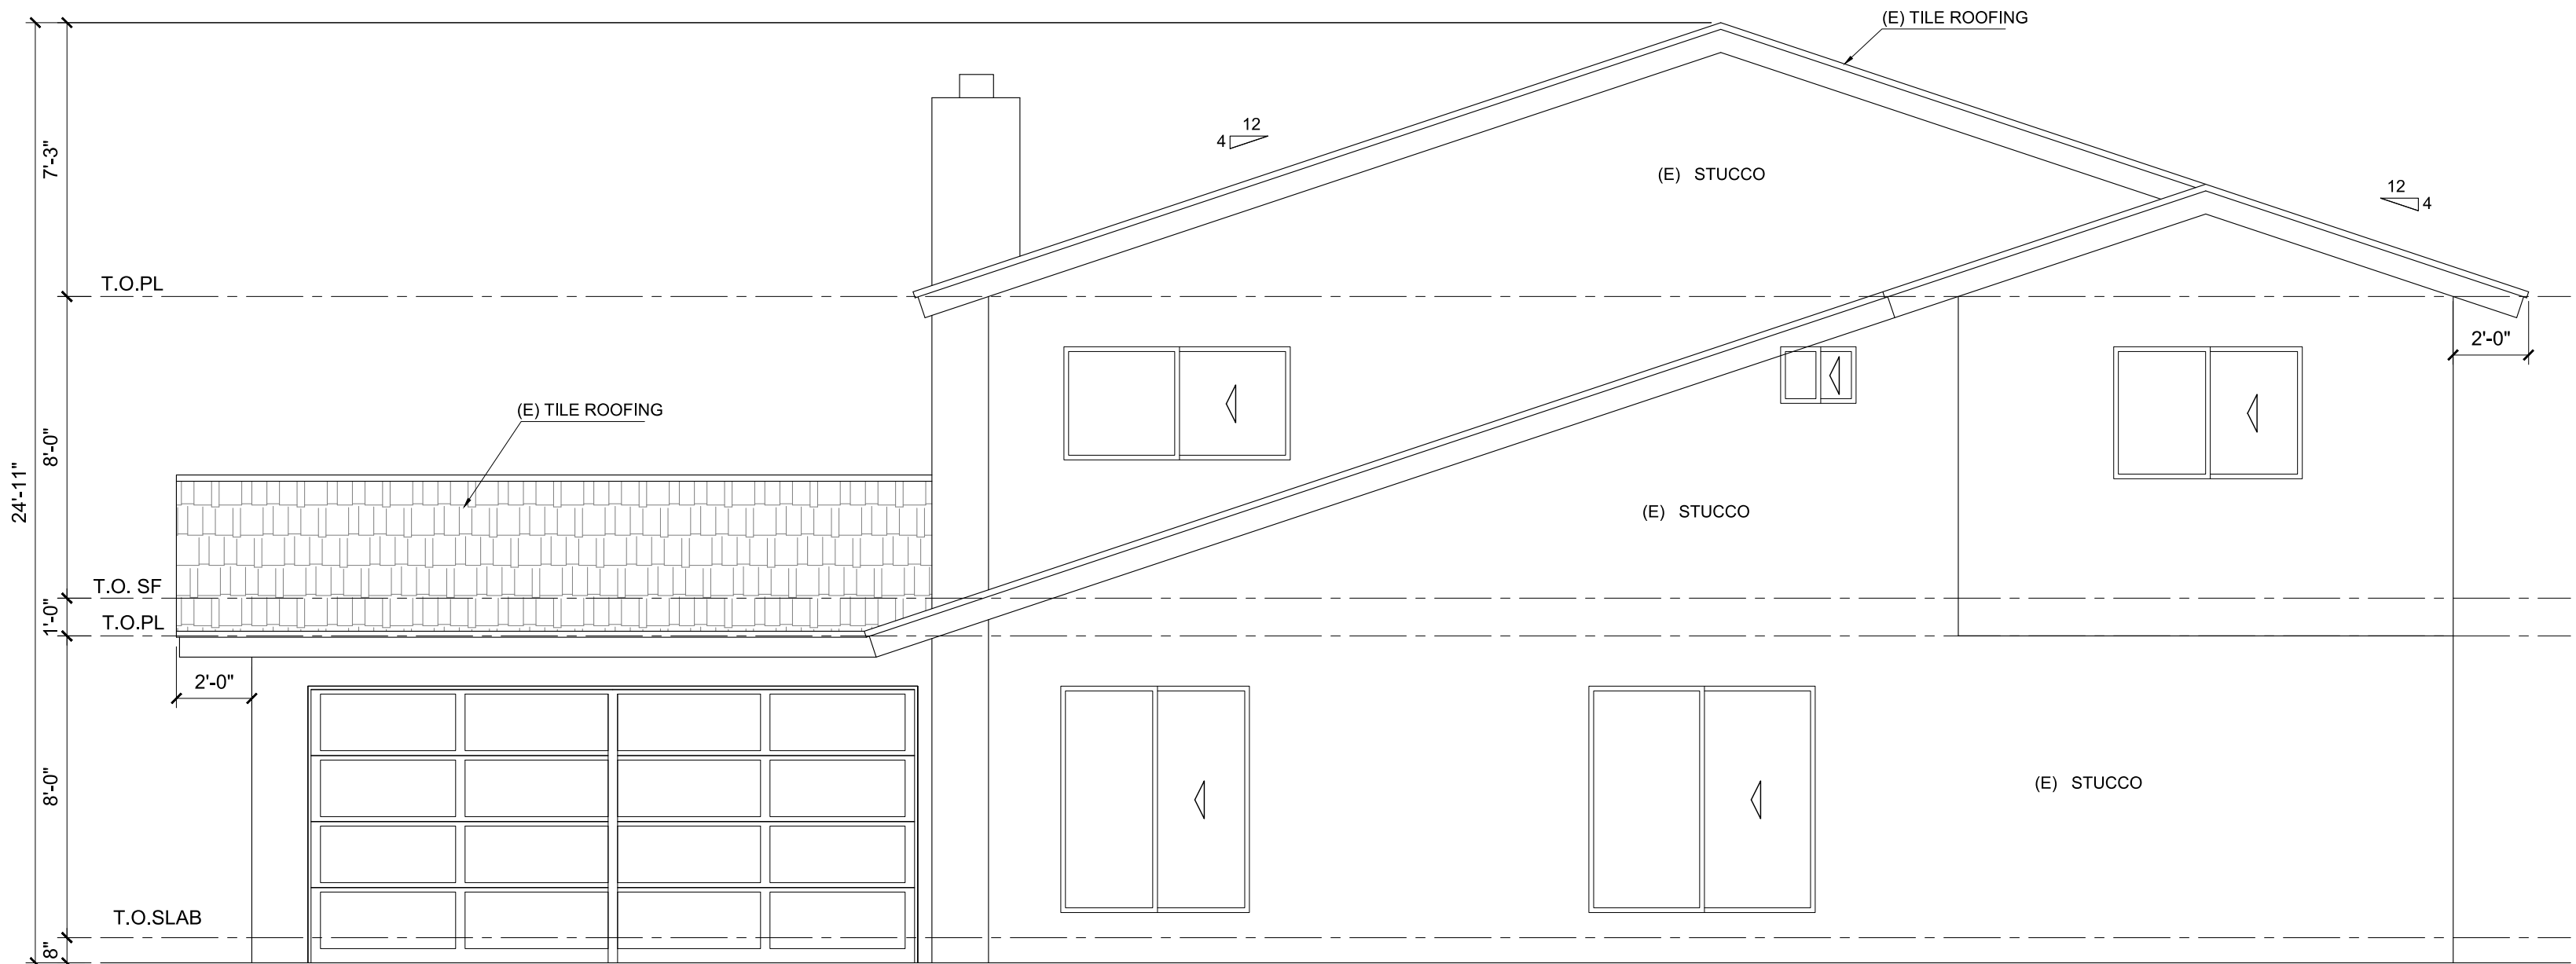 (E) TILE ROOFING
12
4
7'-3"
(E) STUCCO
12
4
T.O.PL
2'-0"
(E) TILE ROOFING
8'-0"
24'-11"
(E) STUCCO
T.O. SF
1'-0"
T.O.PL
2'-0"
8'-0"
(E) STUCCO
T.O.SLAB
8"